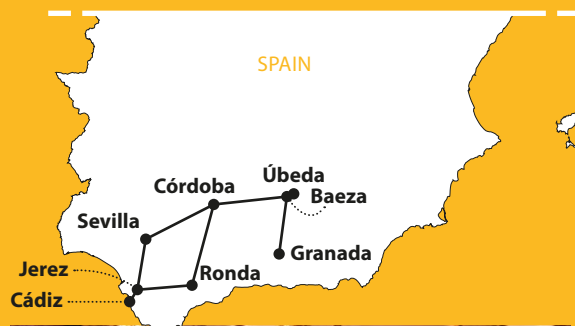 SPAIN
Úbeda
Córdoba
Baeza
Sevilla
Granada
Jerez
Ronda
Cádiz